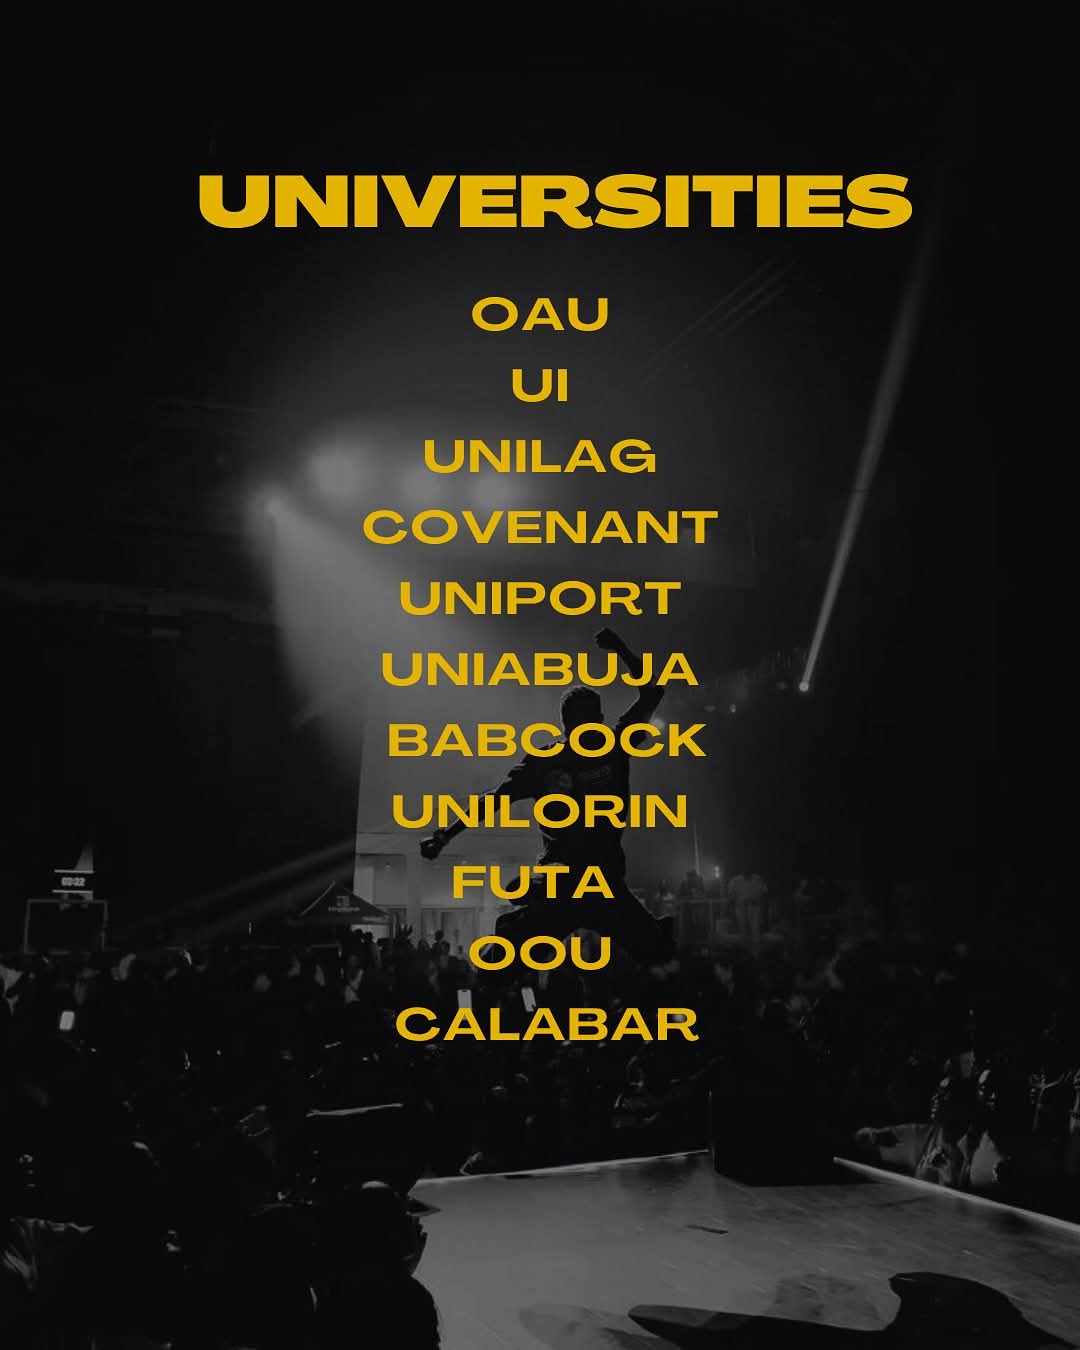 UNIVERSITIES
OAU
UI
UNILAG
COVENANT
UNIPORT
UNIABUJA
BABCOCK
UNILORIN
FUTA
OOU
CALABAR